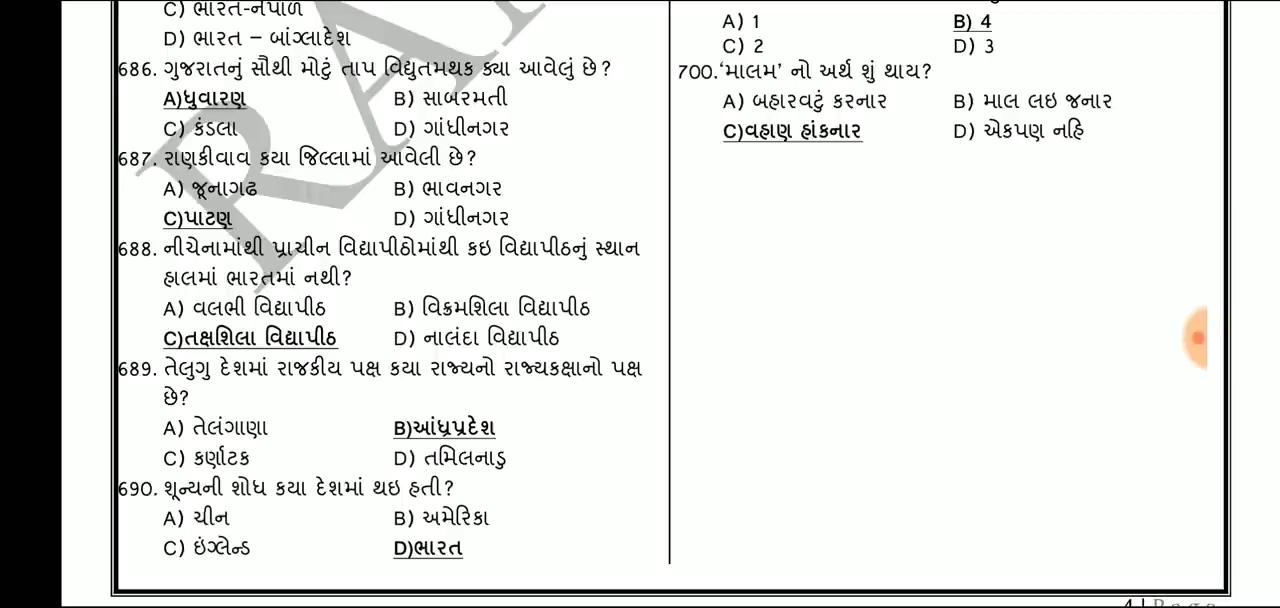 C) ભારત-નેપાળ
D) ભારત – બાંગ્લાદેશ
686. ગુજરાતનું સૌથી મોટું તાપ વિદ્યુતમથક ક્યા આવેલું છે?
A)ધુવારણ B) સાબરમતી
C) કંડલા D) ગાંધીનગર
687. રાણકીવાવ કયા જિલ્લામાં આવેલી છે?
A) જૂનાગઢ B) ભાવનગર
C)પાટણ D) ગાંધીનગર
688. નીચેનામાંથી પ્રાચીન વિદ્યાપીઠોમાંથી કઇ વિદ્યાપીઠનું સ્થાન
હાલમાં ભારતમાં નથી?
A) વલભી વિદ્યાપીઠ B) વિક્રમશિલા વિદ્યાપીઠ
C)તક્ષશિલા વિદ્યાપીઠ D) નાલંદા વિદ્યાપીઠ
689. તેલુગુ દેશમાં રાજકીય પક્ષ કયા રાજ્યનો રાજ્યકક્ષાનો પક્ષ
છે?
A) તેલંગાણા B)આંધ્રપ્રદેશ
C) કર્ણાટક D) તમિલનાડુ
690. શૂન્યની શોધ કયા દેશમાં થઇ હતી?
A) ચીન B) અમેરિકા
C) ઇંગ્લેન્ડ D)ભારત
A) 1 B) 4
C) 2 D) 3
700.‘માલમ’ નો અર્થ શું થાય?
A) બહારવટું કરનાર B) માલ લઇ જનાર
C)વહાણ હાંકનાર D) એકપણ નહિ